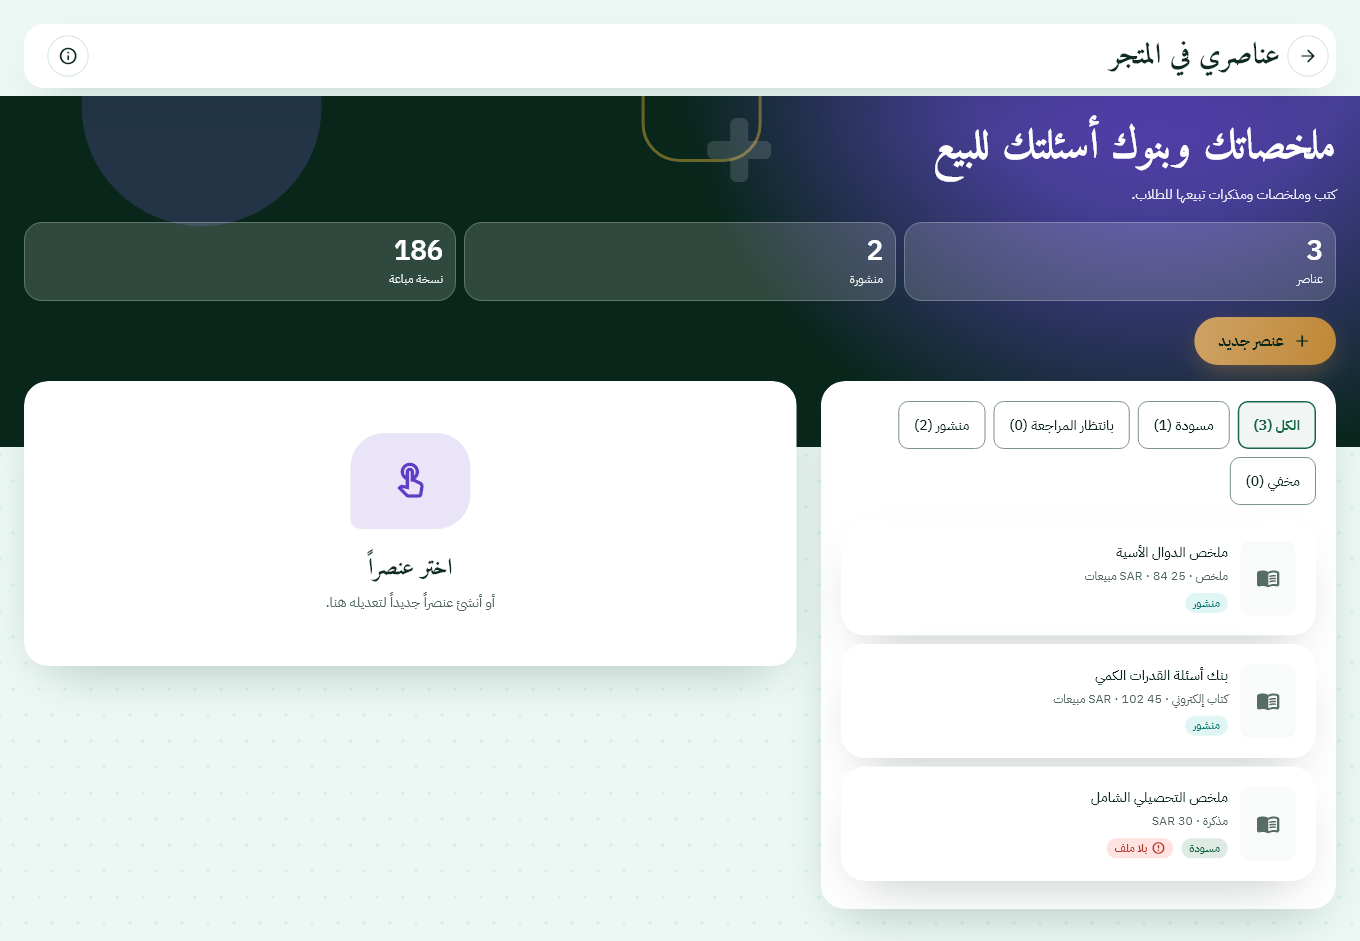 عناصري في المتجر
ملخصاتك وبنوك أسئلتك للبيع
كتب وملخصات ومذكرات تبيعها للطلاب.
3
عناصر
2
منشورة
186
نسخة مباعة
عنصر جديد
الكل (3)
مسودة (1)
بانتظار المراجعة (0)
منشور (2)
مخفي (0)
ملخص الدوال الأسية
ملخص · 25 SAR · 84 مبيعات
منشور
بنك أسئلة القدرات الكمي
كتاب إلكتروني · 45 SAR · 102 مبيعات
منشور
ملخص التحصيلي الشامل
مذكرة · 30 SAR
مسودة
بلا ملف
اختر عنصراً
أو أنشئ عنصراً جديداً لتعديله هنا.